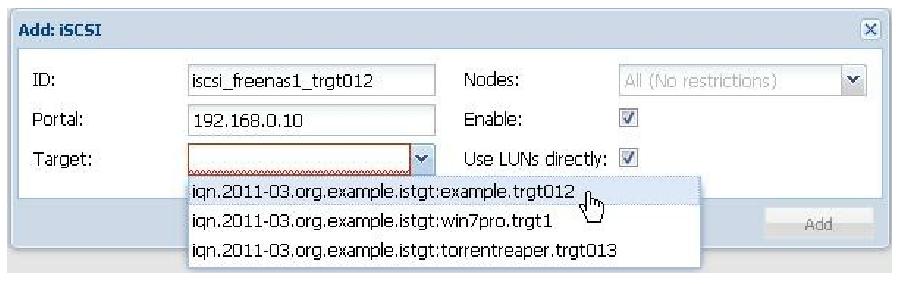 Add: iSCSI
ID: iscsi_freenas1_trgt012 Nodes: All (No restrictions)
Portal: 192.168.0.10 Enable:
Target: Use LUNs directly:
iqn.2011-03.org.example.istgt:example.trgt012
iqn.2011-03.org.example.istgt:win7pro.trgt1
Add
iqn.2011-03.org.example.istgt:torrentreaper.trgt013